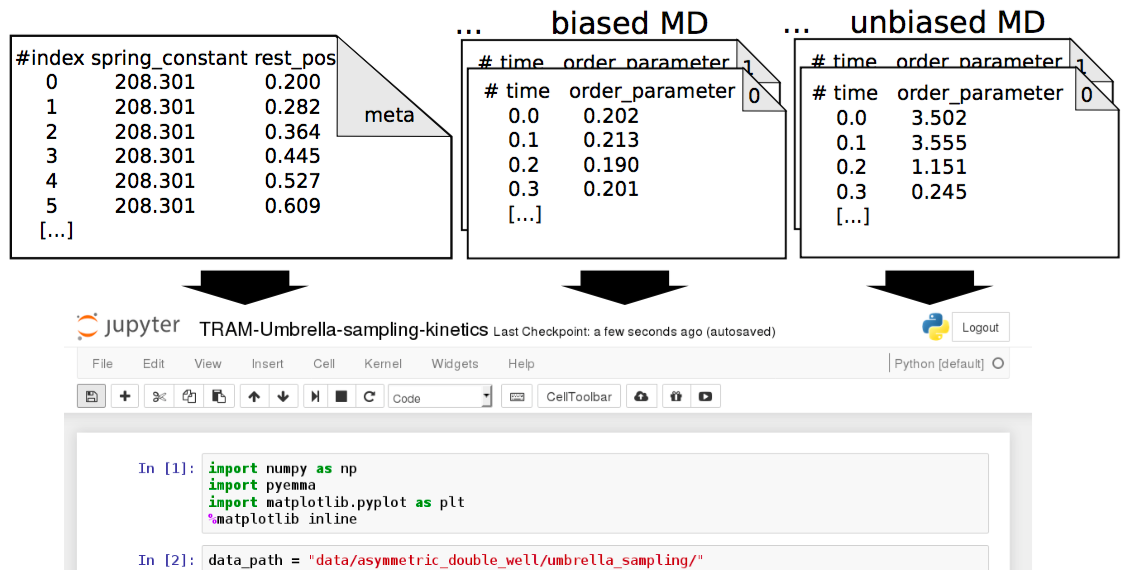 #index spring_constant rest_pos
0 208.301 0.200
1 208.301 0.282
2 208.301 0.364
3 208.301 0.445
4 208.301 0.527
5 208.301 0.609
[...]
meta
... biased MD
# time order_parameter 1
# time order_parameter 0
0.0 0.202
0.1 0.213
0.2 0.190
0.3 0.201
[...]
... unbiased MD
# time order_parameter 1
# time order_parameter 0
0.0 3.502
0.1 3.555
0.2 1.151
0.3 0.245
[...]
jupyter TRAM-Umbrella-sampling-kinetics Last Checkpoint: a few seconds ago (autosaved) Logout
File Edit View Insert Cell Kernel Widgets Help Python [default]
Code CellToolbar
In [1]: import numpy as np
import pyemma
import matplotlib.pyplot as plt
%matplotlib inline
In [2]: data_path = "data/asymmetric_double_well/umbrella_sampling/"